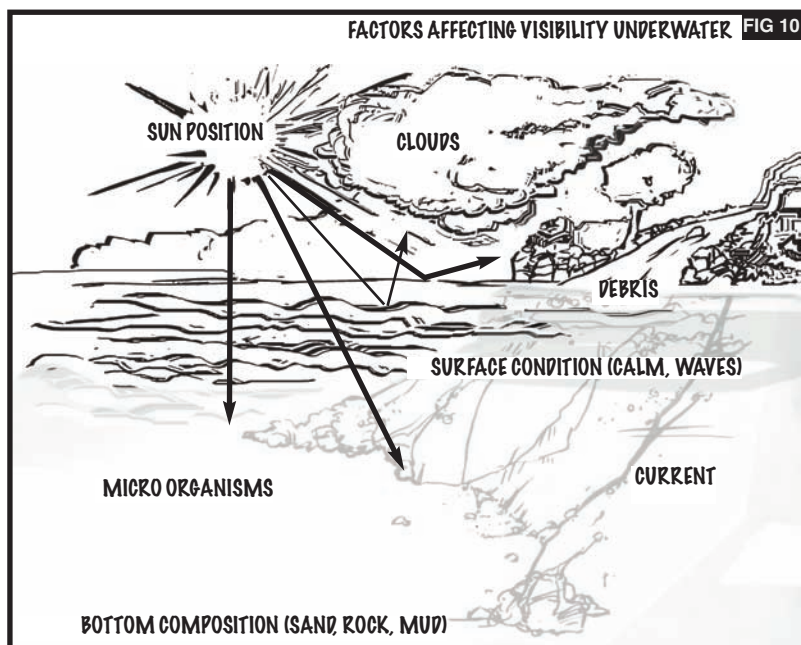 FACTORS AFFECTING VISIBILITY UNDERWATER FIG 10
SUN POSITION
CLOUDS
DEBRIS
SURFACE CONDITION (CALM, WAVES)
MICRO ORGANISMS
CURRENT
BOTTOM COMPOSITION (SAND, ROCK, MUD)